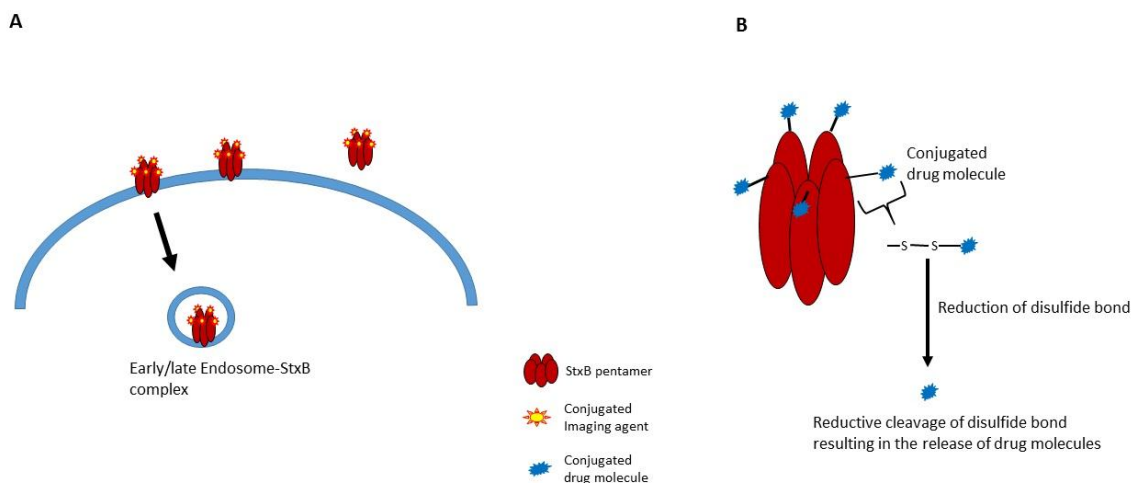 A
Early/late Endosome-StxB
complex
StxB pentamer
Conjugated
Imaging agent
Conjugated
drug molecule
B
Conjugated
drug molecule
S S
Reduction of disulfide bond
Reductive cleavage of disulfide bond
resulting in the release of drug molecules